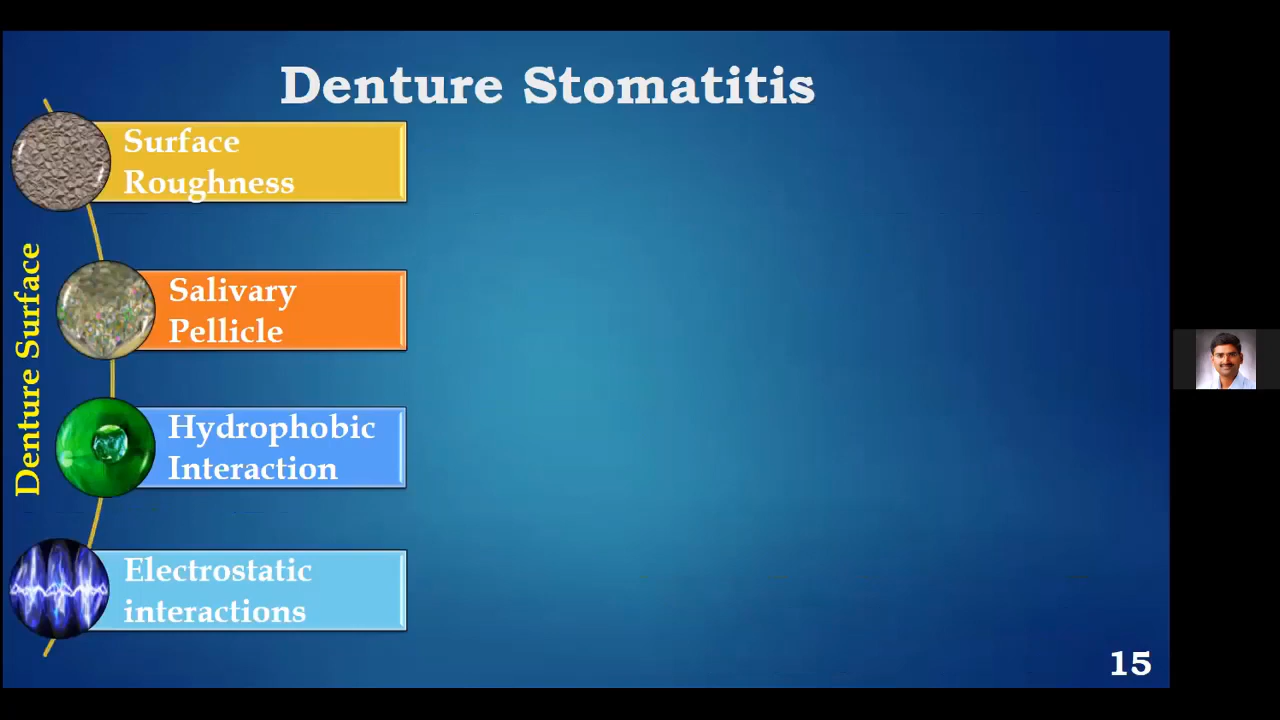 Denture Stomatitis
Denture Surface
Surface
Roughness
Salivary
Pellicle
Hydrophobic
Interaction
Electrostatic
interactions
15